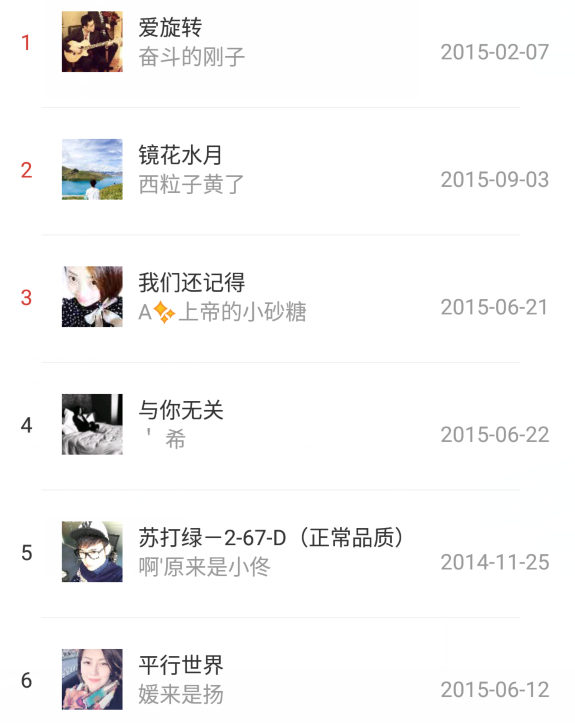 1
爱旋转
奋斗的刚子
2015-02-07
2
镜花水月
西粒子黄了
2015-09-03
3
我们还记得
A✨上帝的小砂糖
2015-06-21
4
与你无关
＇希
2015-06-22
5
苏打绿－2-67-D（正常品质）
啊'原来是小佟
2014-11-25
6
平行世界
媛来是扬
2015-06-12